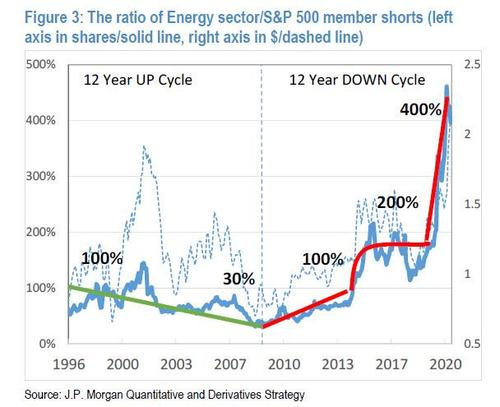 Figure 3: The ratio of Energy sector/S&P 500 member shorts (left
axis in shares/solid line, right axis in $/dashed line)
500%
400%
300%
200%
100%
0%
12 Year UP Cycle
12 Year DOWN Cycle
100%
30%
100%
200%
400%
2.5
2
1.5
1
0.5
1996 2000 2003 2007 2010 2013 2017 2020
Source: J.P. Morgan Quantitative and Derivatives Strategy